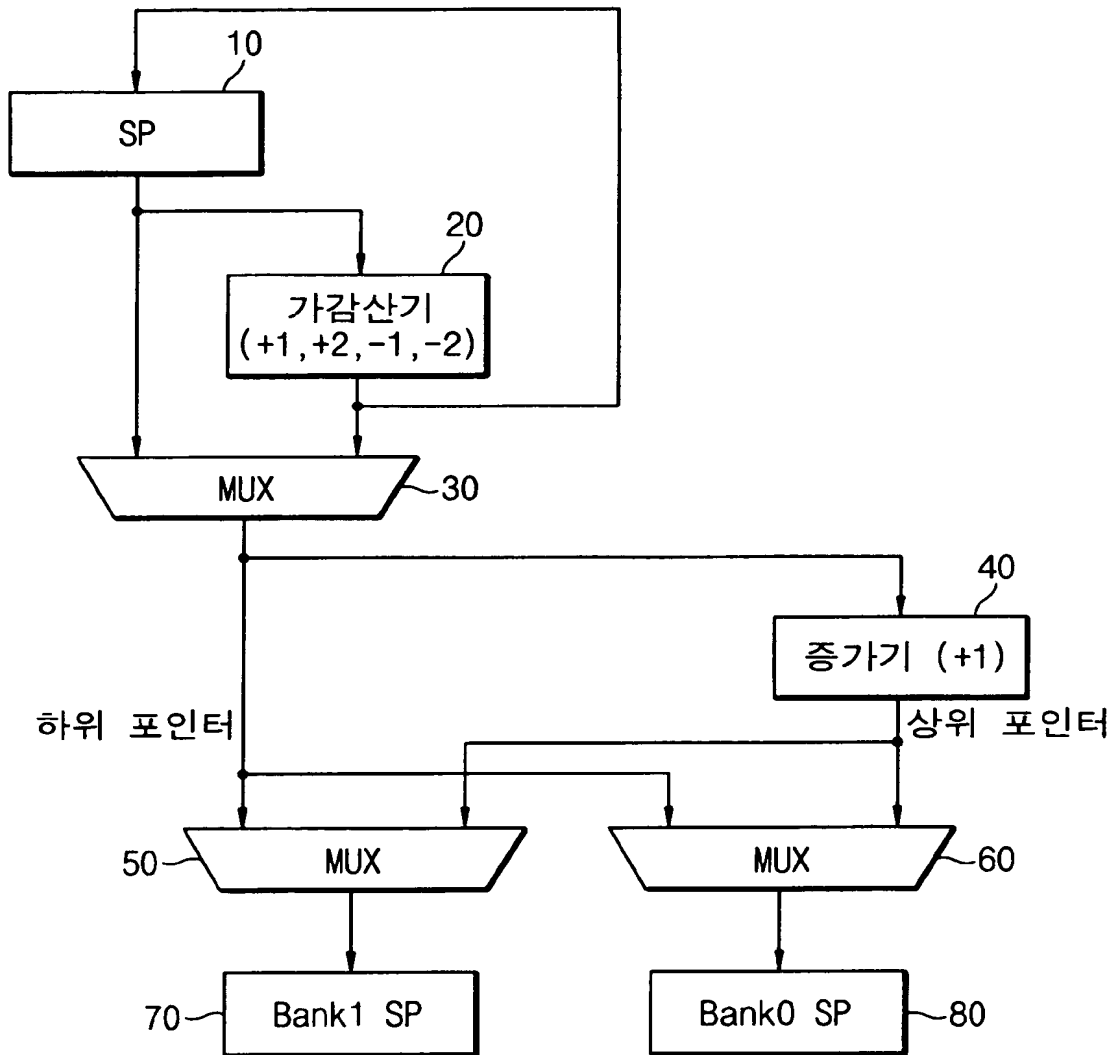 10
SP
20
가감산기
(+1,+2,-1,-2)
MUX
30
40
증가기 (+1)
하위 포인터
상위 포인터
50
MUX
MUX
60
70
Bank1 SP
Bank0 SP
80